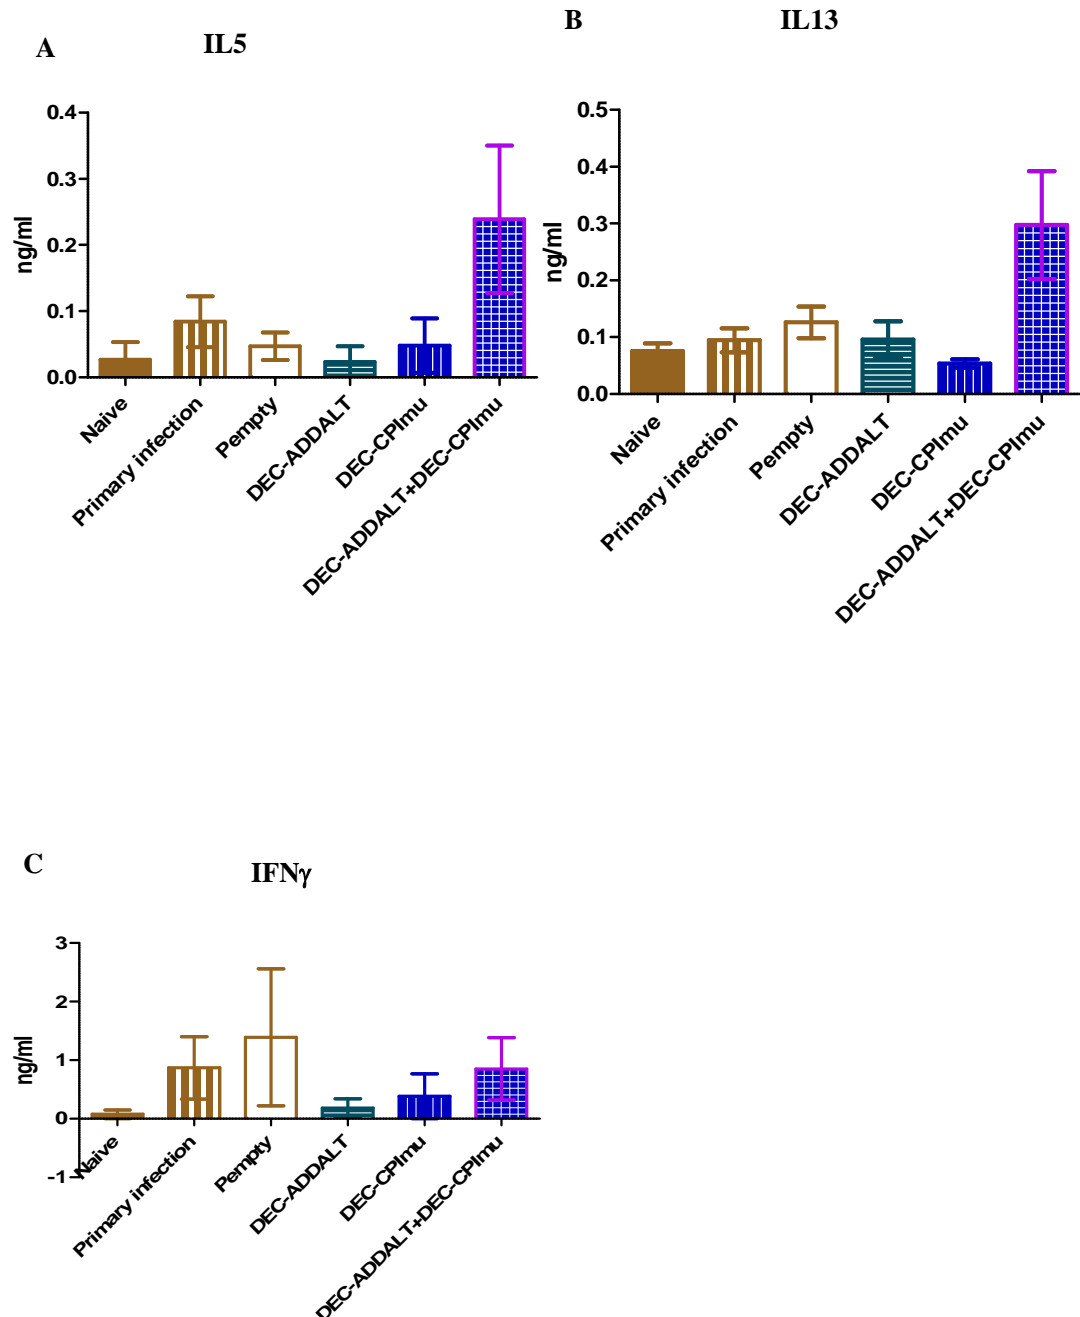 A
IL5
0.4
0.3
0.2
0.1
0.0
ng/ml
Naive
Primary infection
Pempty
DEC-ADDALT
DEC-CPImu
DEC-ADDALT+DEC-CPImu
B
IL13
0.5
0.4
0.3
0.2
0.1
0.0
ng/ml
Naive
Primary infection
Pempty
DEC-ADDALT
DEC-CPImu
DEC-ADDALT+DEC-CPImu
C
IFNγ
3
2
1
0
-1
ng/ml
Naive
Primary infection
Pempty
DEC-ADDALT
DEC-CPImu
DEC-ADDALT+DEC-CPImu